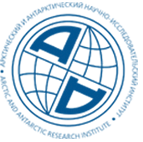 АРКТИЧЕСКИЙ И АНТАРКТИЧЕСКИЙ НАУЧНО-ИССЛЕДОВАТЕЛЬСКИЙ ИНСТИТУТ
ARCTIC AND ANTARCTIC RESEARCH INSTITUTE